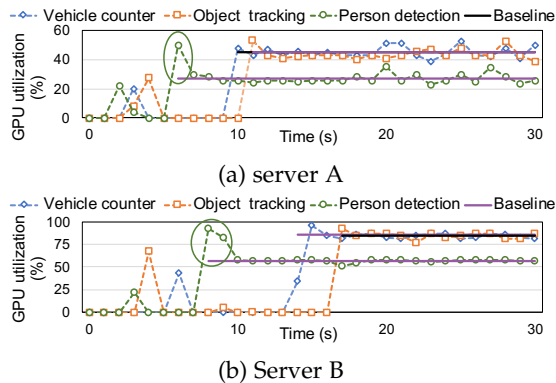 Vehicle counter Object tracking Person detection Baseline
GPU utilization
(%)
60
40
20
0
0 10 20 30
Time (s)
(a) server A
Vehicle counter Object tracking Person detection Baseline
GPU utilization
(%)
100
75
50
25
0
0 10 20 30
Time (s)
(b) Server B